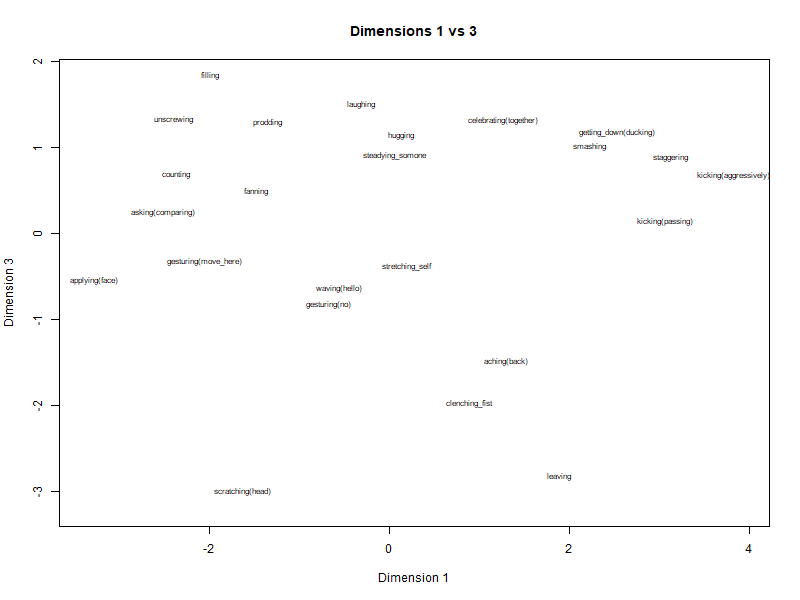 Dimensions 1 vs 3
2
filling
laughing
unscrewing
prodding
celebrating(together)
hugging
getting_down(ducking)
1
smashing
steadying_somone
staggering
counting
kicking(aggressively)
fanning
asking(comparing)
kicking(passing)
0
gesturing(move_here)
stretching_self
applying(face)
waving(hello)
gesturing(no)
-1
aching(back)
clenching_fist
-2
leaving
scratching(head)
-3
Dimension 3
-2
0
2
4
Dimension 1